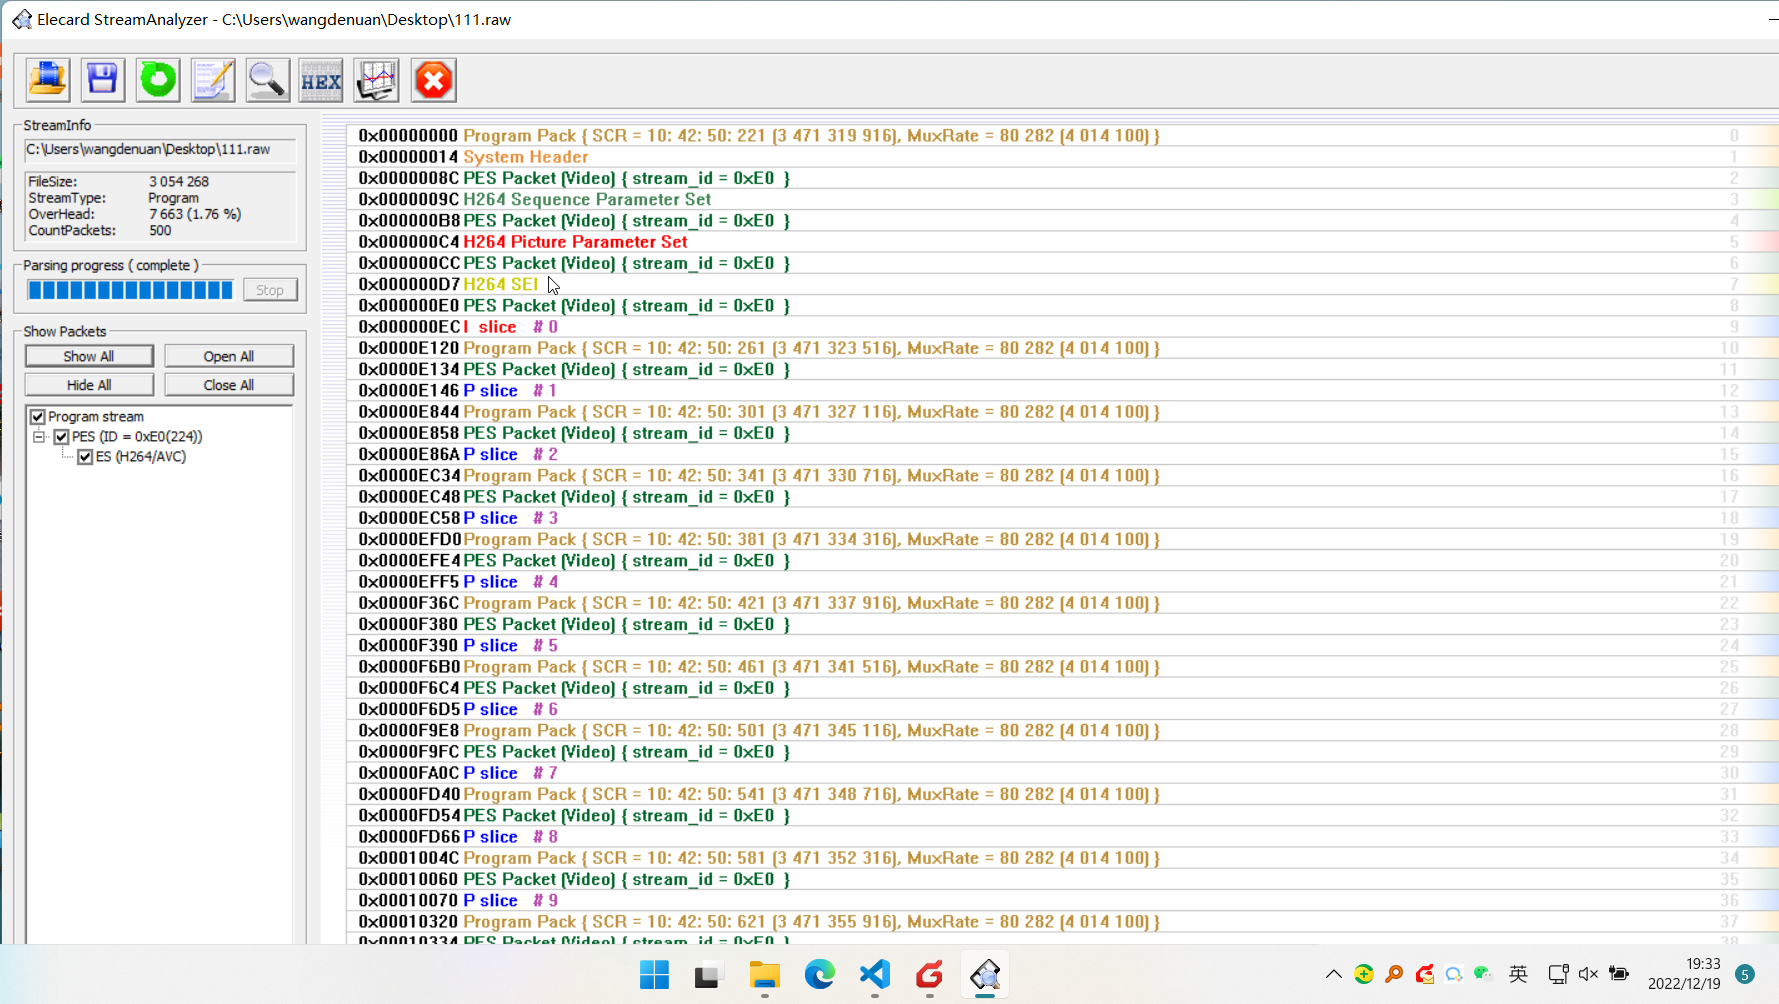 Elecard StreamAnalyzer - C:\Users\wangdenuan\Desktop\111.raw
HEX
StreamInfo
C:\Users\wangdenuan\Desktop\111.raw
FileSize: 3 054 268
StreamType: Program
OverHead: 7 663 (1.76 %)
CountPackets: 500
Parsing progress ( complete )
Stop
Show Packets
Show All Open All
Hide All Close All
Program stream
PES (ID = 0xE0(224))
ES (H264/AVC)
0x00000000 Program Pack { SCR = 10: 42: 50: 221 (3 471 319 916), MuxRate = 80 282 (4 014 100) } 0
0x00000014 System Header 1
0x0000008C PES Packet (Video) { stream_id = 0xE0 } 2
0x0000009C H264 Sequence Parameter Set 3
0x000000B8 PES Packet (Video) { stream_id = 0xE0 } 4
0x000000C4 H264 Picture Parameter Set 5
0x000000CC PES Packet (Video) { stream_id = 0xE0 } 6
0x000000D7 H264 SEI 7
0x000000E0 PES Packet (Video) { stream_id = 0xE0 } 8
0x000000EC I slice # 0 9
0x0000E120 Program Pack { SCR = 10: 42: 50: 261 (3 471 323 516), MuxRate = 80 282 (4 014 100) } 10
0x0000E134 PES Packet (Video) { stream_id = 0xE0 } 11
0x0000E146 P slice # 1 12
0x0000E844 Program Pack { SCR = 10: 42: 50: 301 (3 471 327 116), MuxRate = 80 282 (4 014 100) } 13
0x0000E858 PES Packet (Video) { stream_id = 0xE0 } 14
0x0000E86A P slice # 2 15
0x0000EC34 Program Pack { SCR = 10: 42: 50: 341 (3 471 330 716), MuxRate = 80 282 (4 014 100) } 16
0x0000EC48 PES Packet (Video) { stream_id = 0xE0 } 17
0x0000EC58 P slice # 3 18
0x0000EFD0 Program Pack { SCR = 10: 42: 50: 381 (3 471 334 316), MuxRate = 80 282 (4 014 100) } 19
0x0000EFE4 PES Packet (Video) { stream_id = 0xE0 } 20
0x0000EFF5 P slice # 4 21
0x0000F36C Program Pack { SCR = 10: 42: 50: 421 (3 471 337 916), MuxRate = 80 282 (4 014 100) } 22
0x0000F380 PES Packet (Video) { stream_id = 0xE0 } 23
0x0000F390 P slice # 5 24
0x0000F6B0 Program Pack { SCR = 10: 42: 50: 461 (3 471 341 516), MuxRate = 80 282 (4 014 100) } 25
0x0000F6C4 PES Packet (Video) { stream_id = 0xE0 } 26
0x0000F6D5 P slice # 6 27
0x0000F9E8 Program Pack { SCR = 10: 42: 50: 501 (3 471 345 116), MuxRate = 80 282 (4 014 100) } 28
0x0000F9FC PES Packet (Video) { stream_id = 0xE0 } 29
0x0000FA0C P slice # 7 30
0x0000FD40 Program Pack { SCR = 10: 42: 50: 541 (3 471 348 716), MuxRate = 80 282 (4 014 100) } 31
0x0000FD54 PES Packet (Video) { stream_id = 0xE0 } 32
0x0000FD66 P slice # 8 33
0x0001004C Program Pack { SCR = 10: 42: 50: 581 (3 471 352 316), MuxRate = 80 282 (4 014 100) } 34
0x00010060 PES Packet (Video) { stream_id = 0xE0 } 35
0x00010070 P slice # 9 36
0x00010320 Program Pack { SCR = 10: 42: 50: 621 (3 471 355 916), MuxRate = 80 282 (4 014 100) } 37
0x00010334 PES Packet (Video) { stream_id = 0xE0 } 38
英
19:33
2022/12/19
5